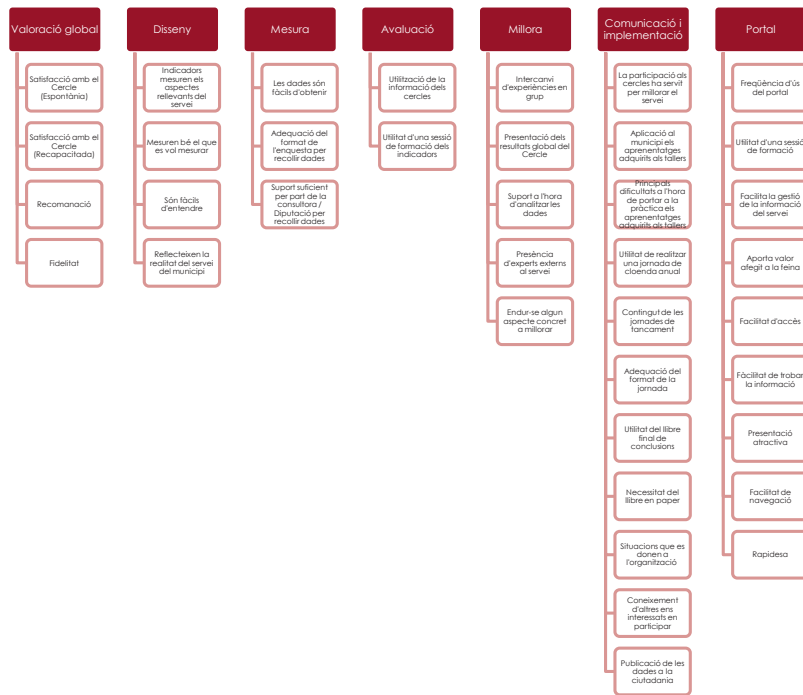 Valoració global
Satisfacció amb el
Cercle
(Espontània)
Satisfacció amb el
Cercle
(Recapacitada)
Recomanació
Fidelitat
Disseny
Indicadors
mesuren els
aspectes
rellevants del
servei
Mesuren bé el que
es vol mesurar
Són fàcils
d'entendre
Reflecteixen la
realitat del servei
del municipi
Mesura
Les dades són
fàcils d'obtenir
Adequació del
format de
l'enquesta per
recollir dades
Suport suficient
per part de la
consultora /
Diputació per
recollir dades
Avaluació
Utilització de la
informació dels
cercles
Utilitat d'una sessió
de formació dels
indicadors
Millora
Intercanvi
d'experiències en
grup
Presentació dels
resultats global del
Cercle
Suport a l'hora
d'analitzar les
dades
Presència
d'experts externs
al servei
Endur-se algun
aspecte concret
a millorar
Comunicació i
implementació
La participació als
cercles ha servit
per millorar el
servei
Aplicació al
municipi els
aprenentatges
adquirits als tallers
Principals
dificultats a l'hora
de portar a la
pràctica els
aprenentatges
adquirits als tallers
Utilitat de realitzar
una jornada de
cloenda anual
Contingut de les
jornades de
tancament
Adequació del
format de la
jornada
Utilitat del llibre
final de
conclusions
Necessitat del
llibre en paper
Situacions que es
donen a
l'organització
Coneixement
d'altres ens
interessats en
participar
Publicació de les
dades a la
ciutadania
Portal
Freqüència d'ús
del portal
Utilitat d'una sessió
de formació
Facilita la gestió
de la informació
del servei
Aporta valor
afegit a la feina
Facilitat d'accès
Fàcilitat de trobar
la informació
Presentació
atractiva
Facilitat de
navegació
Rapidesa